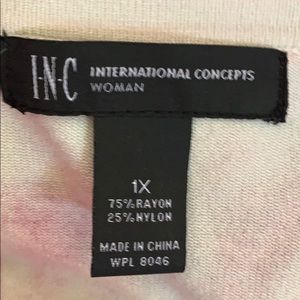 I·N·C INTERNATIONAL CONCEPTS
WOMAN
1X
75% RAYON
25% NYLON
MADE IN CHINA
WPL 8046